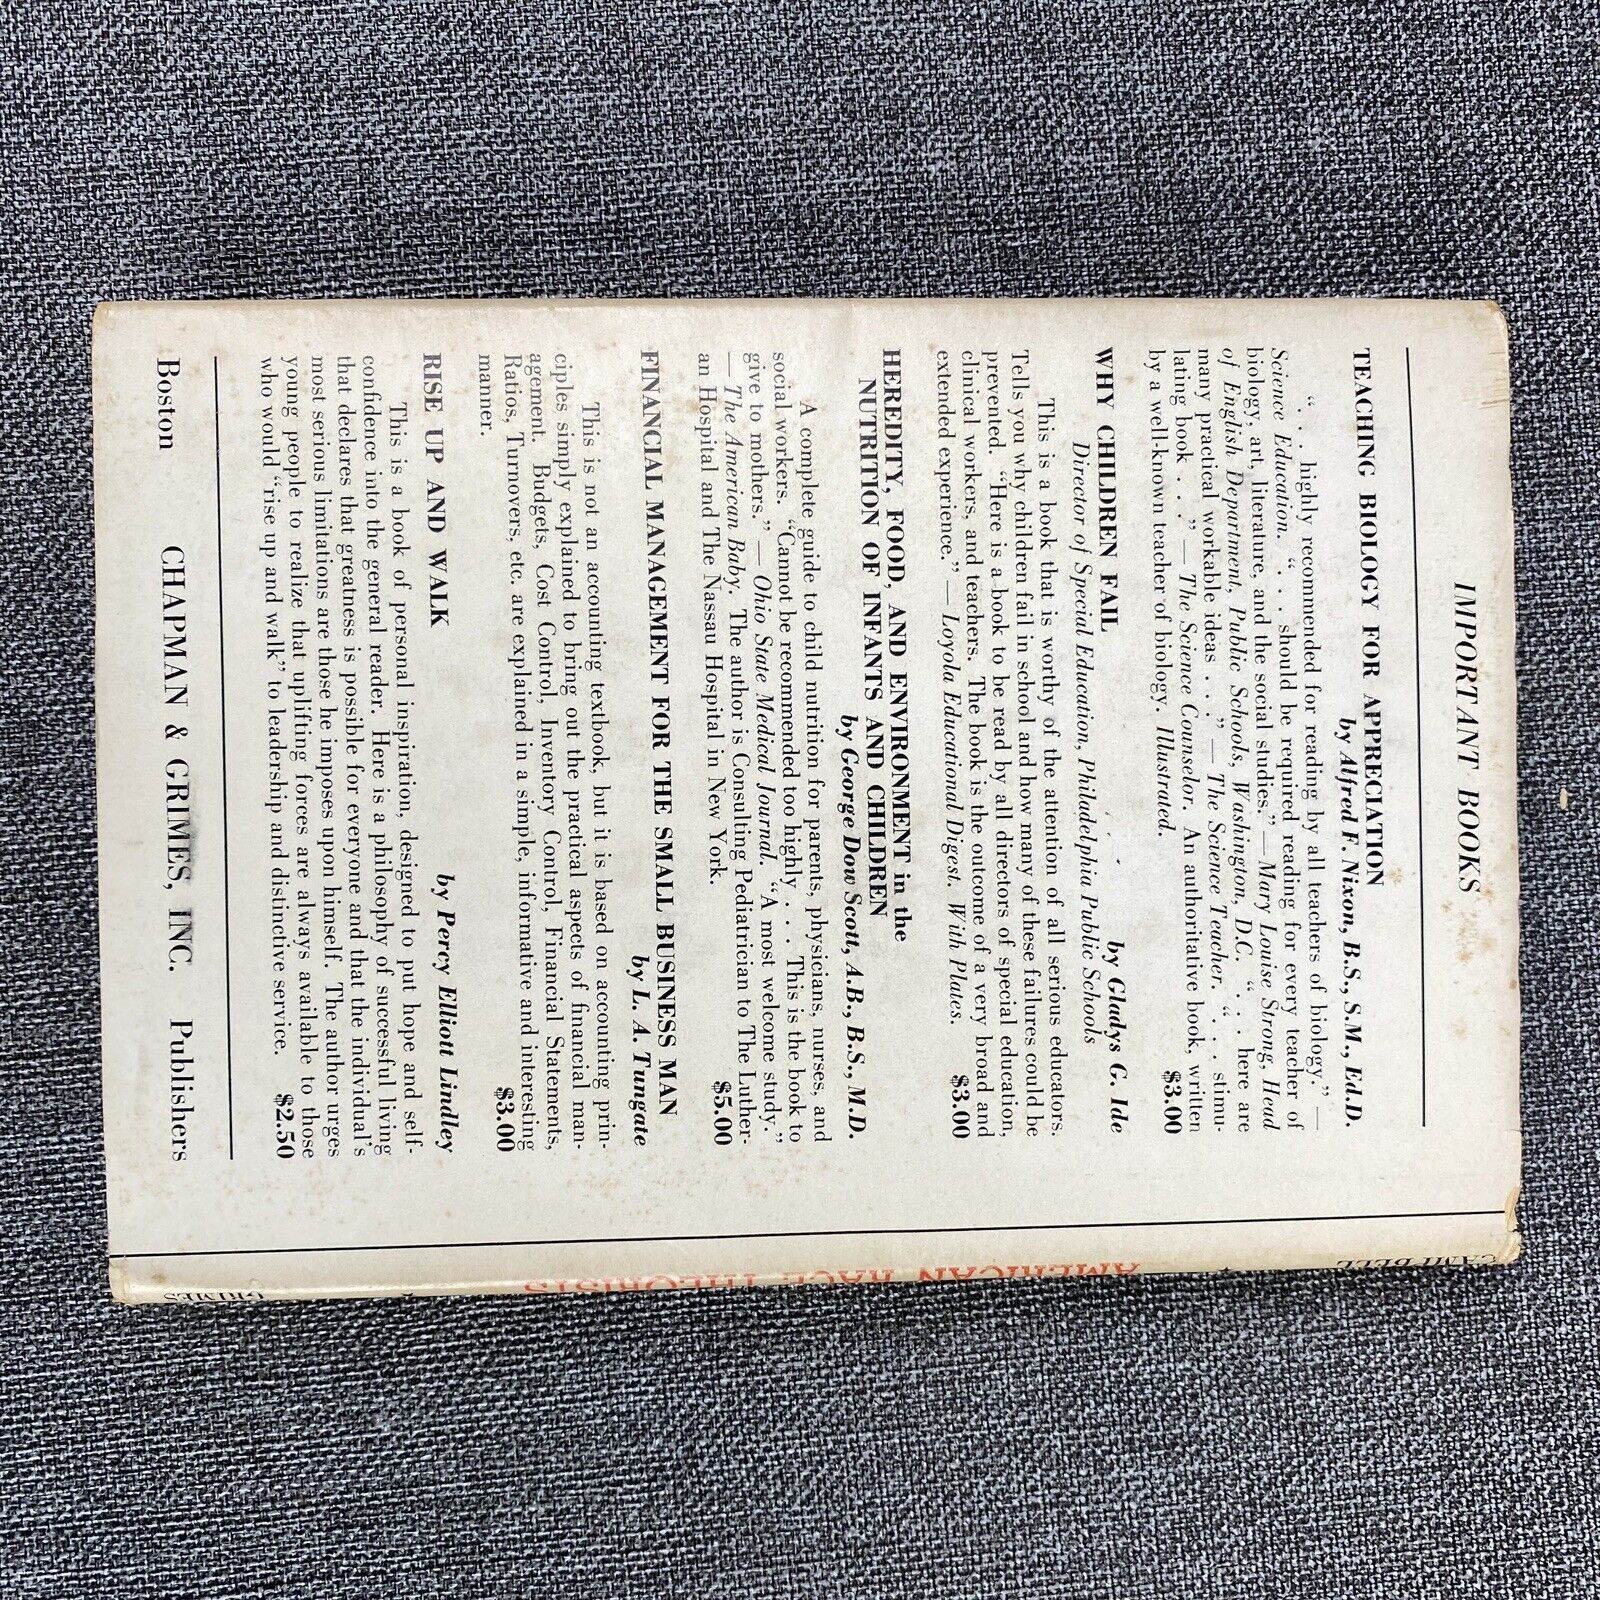 IMPORTANT BOOKS
TEACHING BIOLOGY FOR APPRECIATION
by Alfred F. Nixon, B.S., S.M., Ed.D.
". . . highly recommended for reading by all teachers of biology." —
Science Education. ". . . should be required reading for every teacher of
biology, art, literature, and the social studies."—Mary Louise Strong, Head
of English Department, Public Schools, Washington, D.C. ". . . here are
many practical workable ideas . . ." — The Science Teacher. ". . . stimu-
lating book . . ." — The Science Counselor. An authoritative book, written
by a well-known teacher of biology. Illustrated. $3.00
WHY CHILDREN FAIL by Gladys G. Ide
Director of Special Education, Philadelphia Public Schools
This is a book that is worthy of the attention of all serious educators.
Tells you why children fail in school and how many of these failures could be
prevented. "Here is a book to be read by all directors of special education,
clinical workers, and teachers. The book is the outcome of a very broad and
extended experience."—Loyola Educational Digest. With Plates. $3.00
HEREDITY, FOOD, AND ENVIRONMENT in the
NUTRITION OF INFANTS AND CHILDREN
by George Dow Scott, A.B., B.S., M.D.
A complete guide to child nutrition for parents, physicians, nurses, and
social workers. "Cannot be recommended too highly . . . . This is the book to
give to mothers." —Ohio State Medical Journal. "A most welcome study."
—The American Baby. The author is Consulting Pediatrician to The Luther-
an Hospital and The Nassau Hospital in New York. $5.00
FINANCIAL MANAGEMENT FOR THE SMALL BUSINESS MAN
by L. A. Tungate
This is not an accounting textbook, but it is based on accounting prin-
ciples simply explained to bring out the practical aspects of financial man-
agement. Budgets, Cost Control, Inventory Control, Financial Statements,
Ratios, Turnovers, etc. are explained in a simple, informative and interesting
manner. $3.00
RISE UP AND WALK by Percy Elliott Lindley
This is a book of personal inspiration, designed to put hope and self-
confidence into the general reader. Here is a philosophy of successful living
that declares that greatness is possible for everyone and that the individual's
most serious limitations are those he imposes upon himself. The author urges
young people to realize that uplifting forces are always available to those
who would "rise up and walk" to leadership and distinctive service. $2.50
Boston CHAPMAN & GRIMES, INC. Publishers
CAMPBELL
AMERICAN RACE THEORISTS
GRIMES